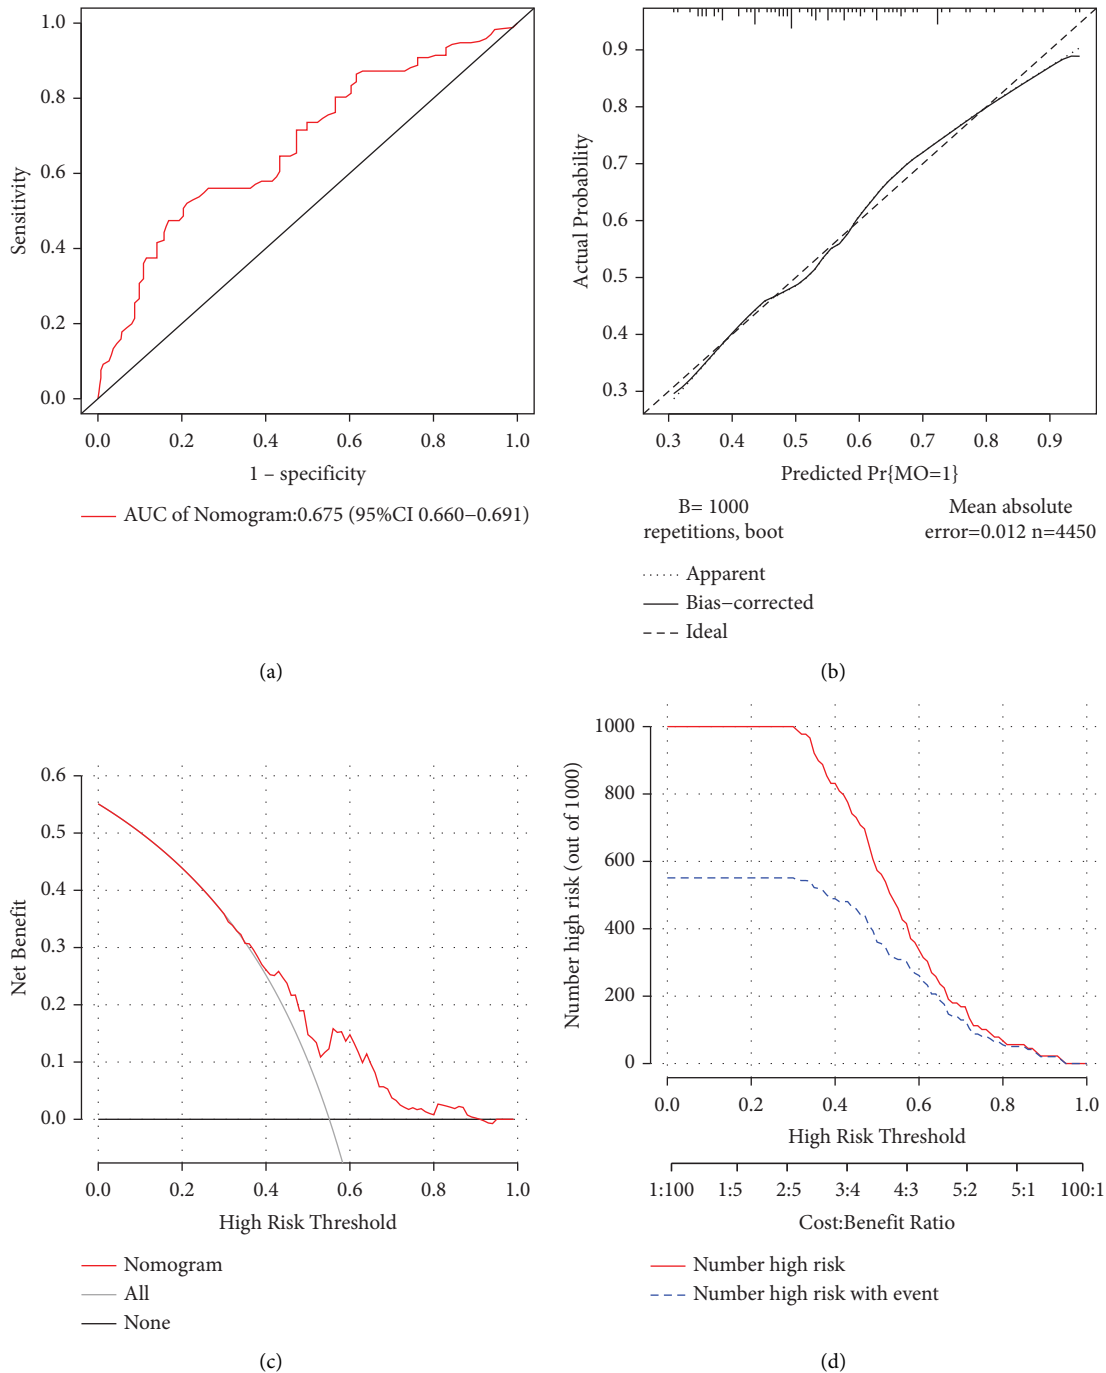 1.0
0.8
0.6
0.4
0.2
0.0
Sensitivity
0.0 0.2 0.4 0.6 0.8 1.0
1 – specificity
AUC of Nomogram:0.675 (95%CI 0.660−0.691)
(a)
0.9
0.8
0.7
0.6
0.5
0.4
0.3
Actual Probability
0.3 0.4 0.5 0.6 0.7 0.8 0.9
Predicted Pr{MO=1}
B= 1000
repetitions, boot
Mean absolute
error=0.012 n=4450
Apparent
Bias−corrected
Ideal
(b)
0.6
0.5
0.4
0.3
0.2
0.1
0.0
Net Benefit
0.0 0.2 0.4 0.6 0.8 1.0
High Risk Threshold
Nomogram
All
None
(c)
1000
800
600
400
200
0
Number high risk (out of 1000)
0.0 0.2 0.4 0.6 0.8 1.0
High Risk Threshold
1:100 1:5 2:5 3:4 4:3 5:2 5:1 100:1
Cost:Benefit Ratio
Number high risk
Number high risk with event
(d)